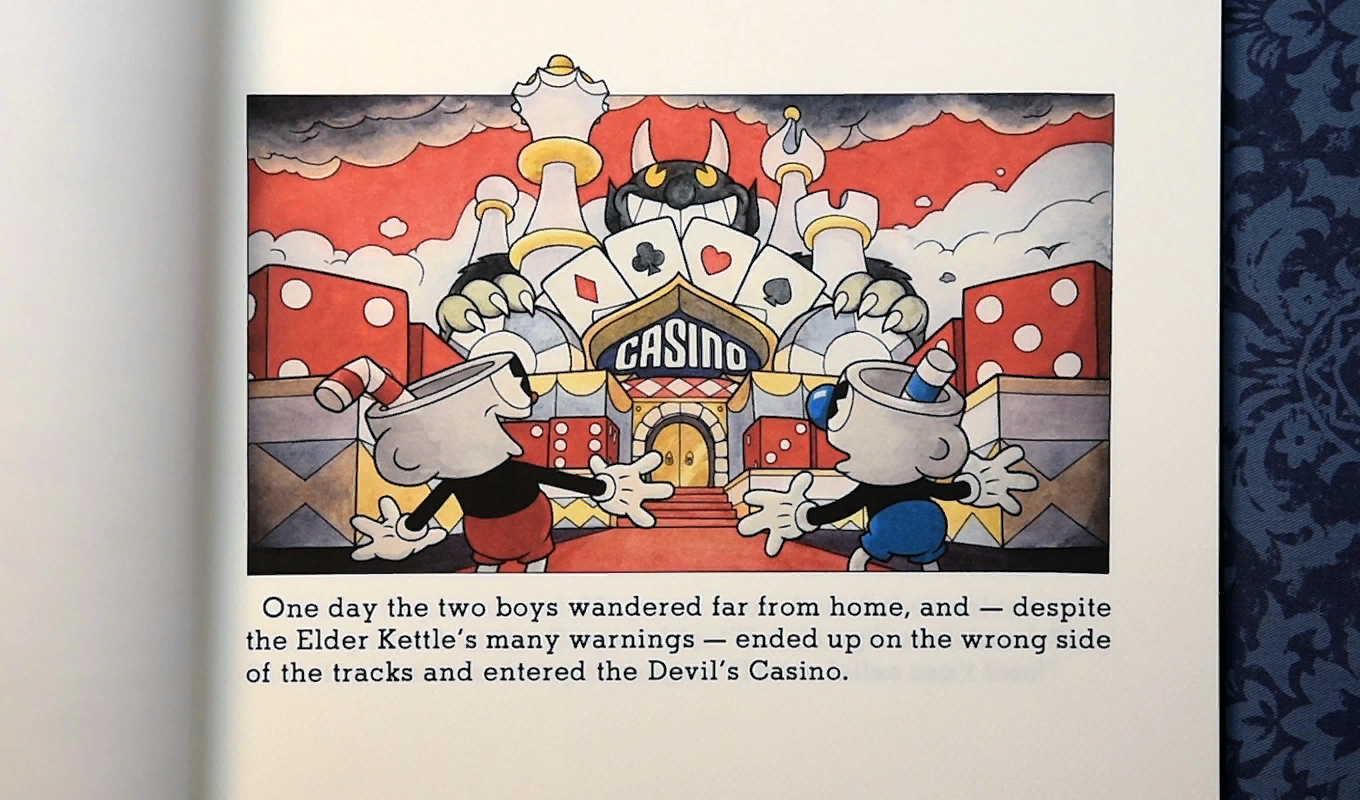 CASINO
One day the two boys wandered far from home, and — despite
the Elder Kettle's many warnings — ended up on the wrong side
of the tracks and entered the Devil's Casino.